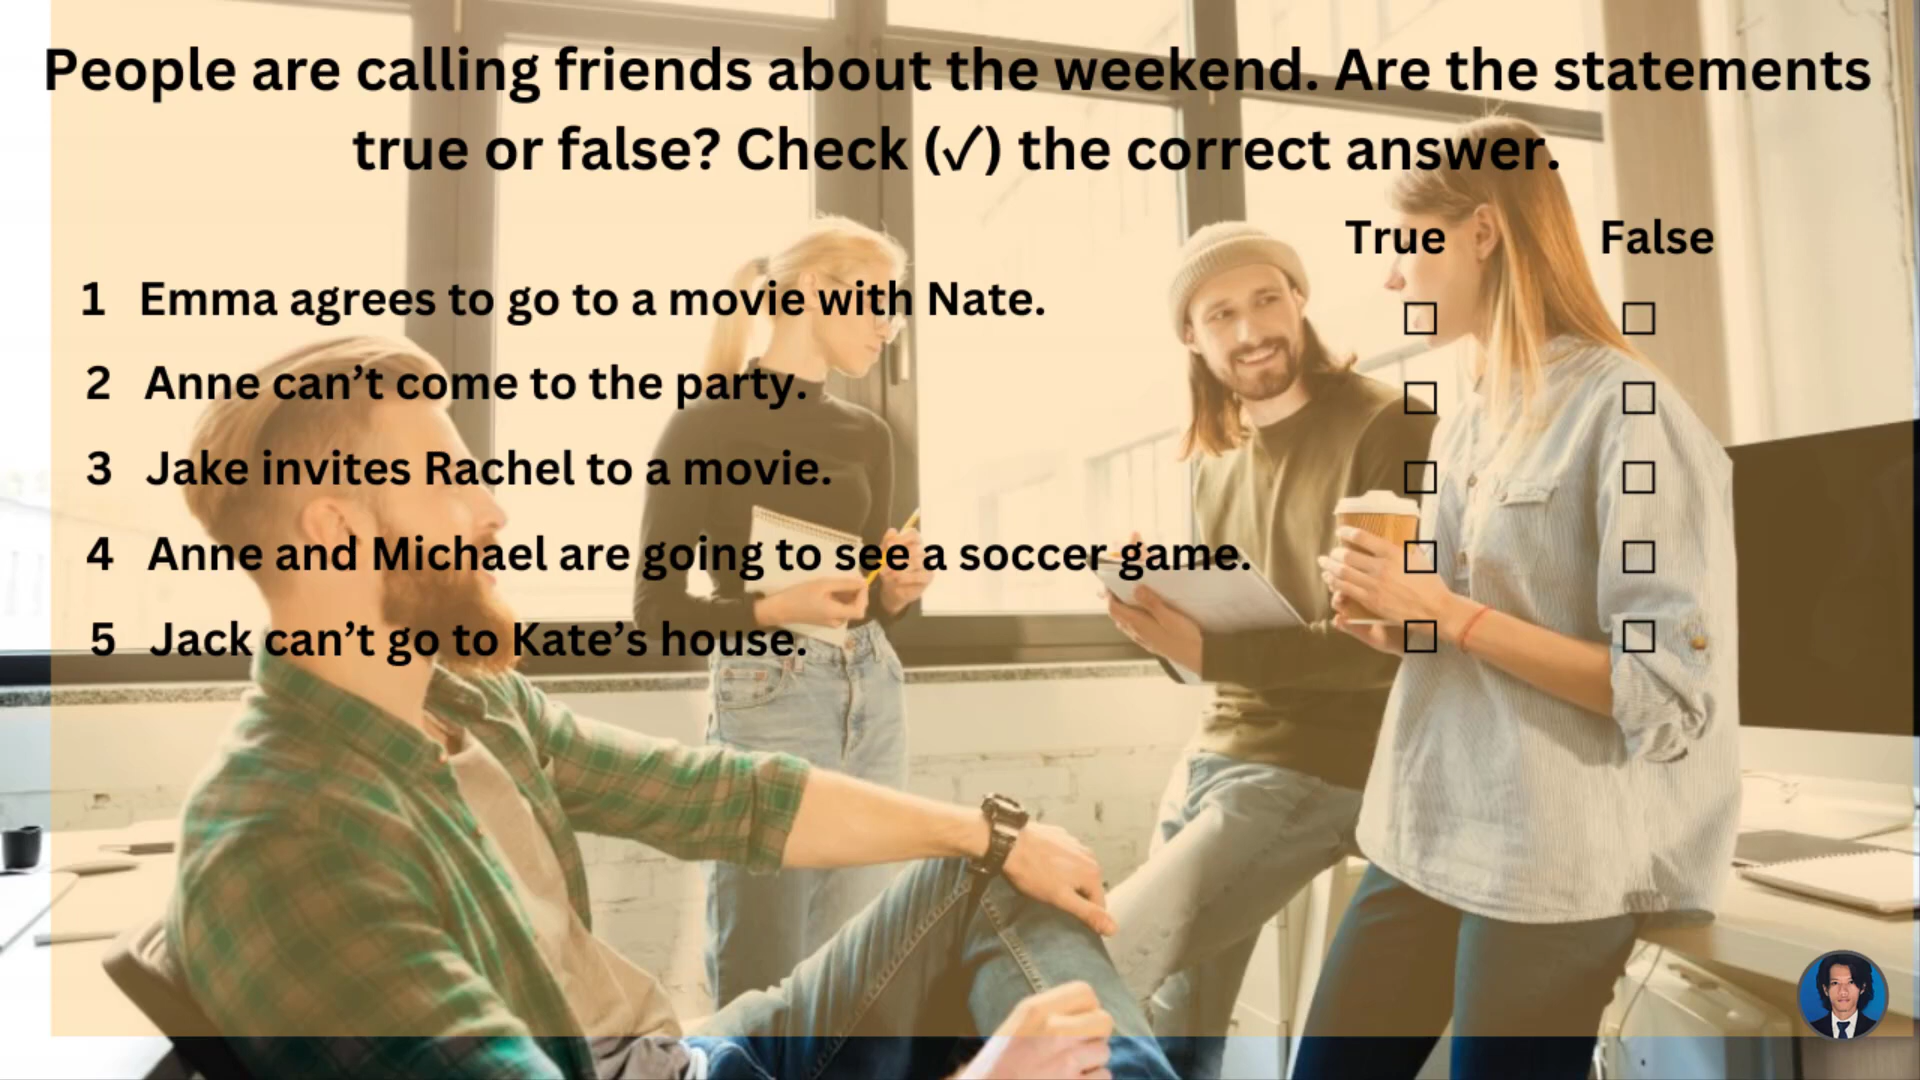 People are calling friends about the weekend. Are the statements
true or false? Check (✓) the correct answer.
True False
1 Emma agrees to go to a movie with Nate. □ □
2 Anne can’t come to the party. □ □
3 Jake invites Rachel to a movie. □ □
4 Anne and Michael are going to see a soccer game. □ □
5 Jack can’t go to Kate’s house. □ □